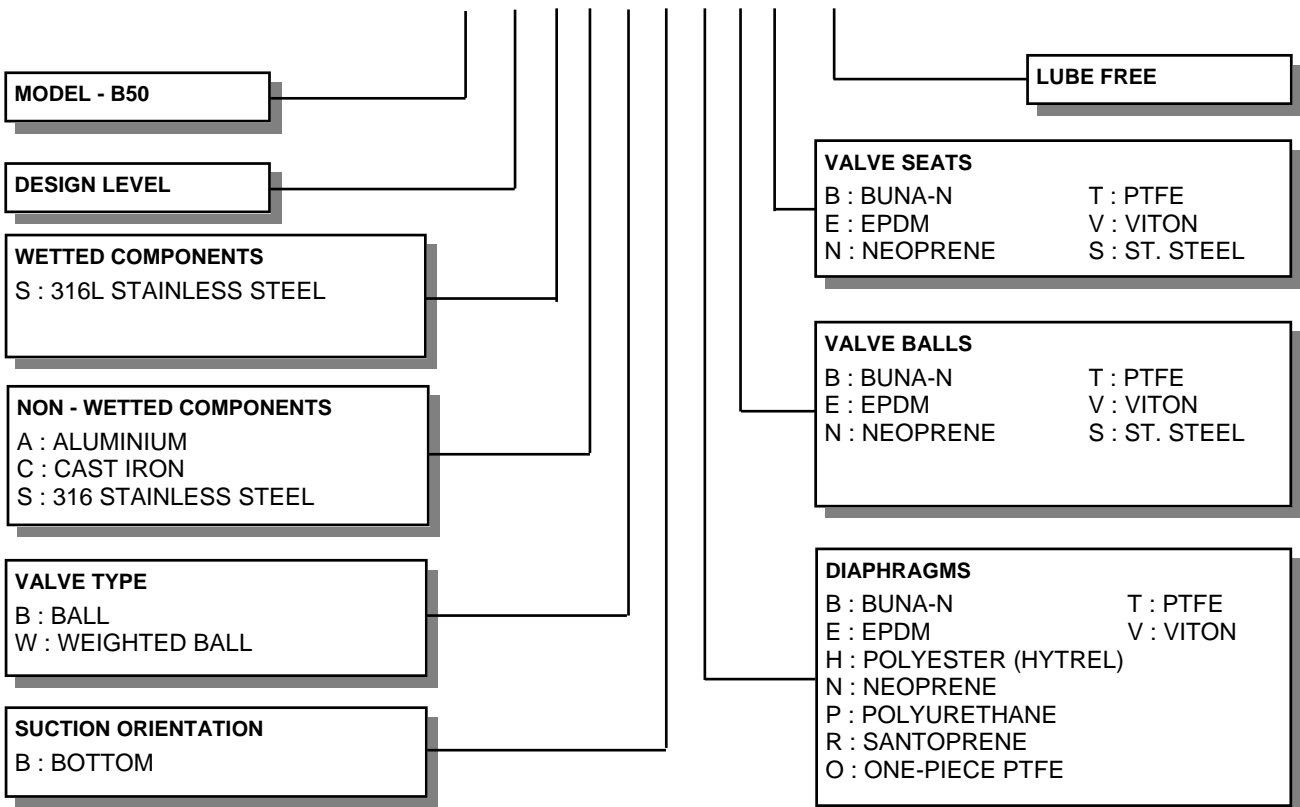 MODEL - B50
DESIGN LEVEL
WETTED COMPONENTS
S : 316L STAINLESS STEEL
NON - WETTED COMPONENTS
A : ALUMINIUM
C : CAST IRON
S : 316 STAINLESS STEEL
VALVE TYPE
B : BALL
W : WEIGHTED BALL
SUCTION ORIENTATION
B : BOTTOM
LUBE FREE
VALVE SEATS
B : BUNA-N T : PTFE
E : EPDM V : VITON
N : NEOPRENE S : ST. STEEL
VALVE BALLS
B : BUNA-N T : PTFE
E : EPDM V : VITON
N : NEOPRENE S : ST. STEEL
DIAPHRAGMS
B : BUNA-N T : PTFE
E : EPDM V : VITON
H : POLYESTER (HYTREL)
N : NEOPRENE
P : POLYURETHANE
R : SANTOPRENE
O : ONE-PIECE PTFE